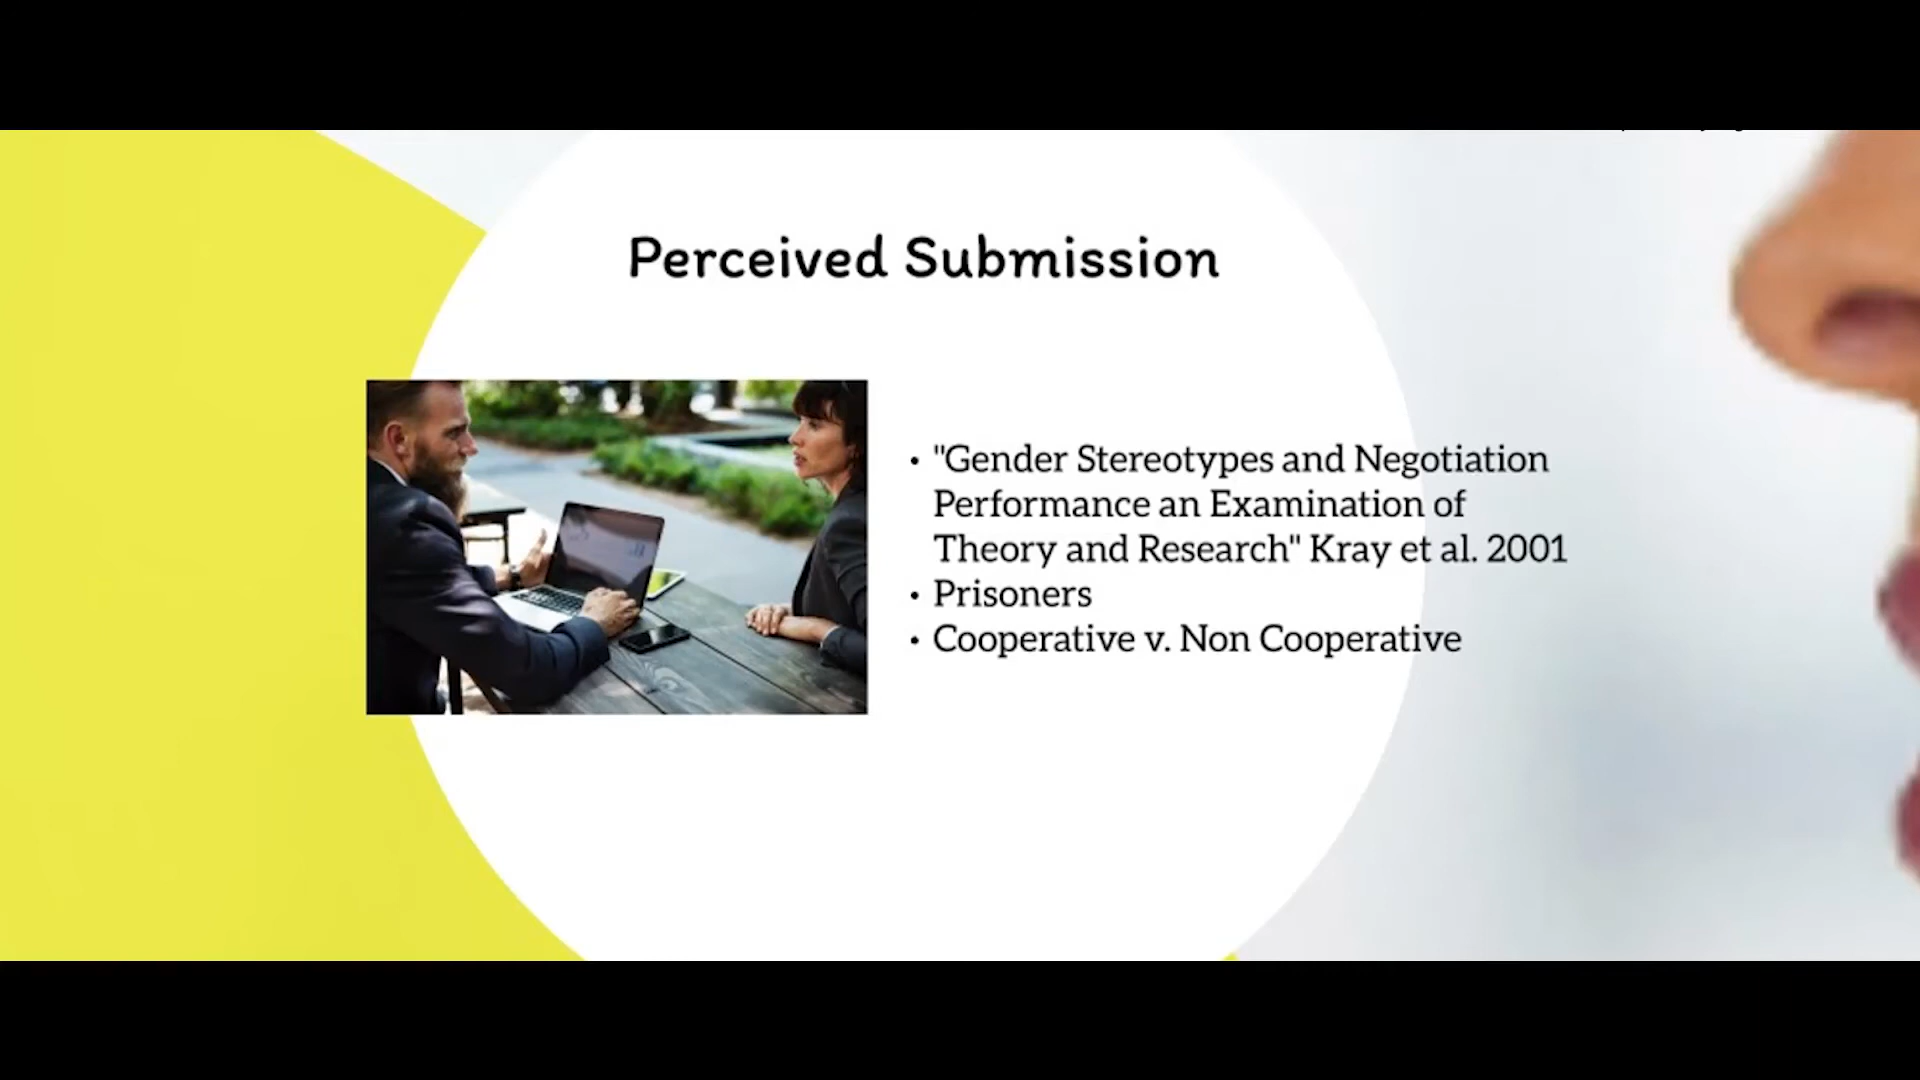 Perceived Submission
• "Gender Stereotypes and Negotiation
Performance an Examination of
Theory and Research" Kray et al. 2001
• Prisoners
• Cooperative v. Non Cooperative